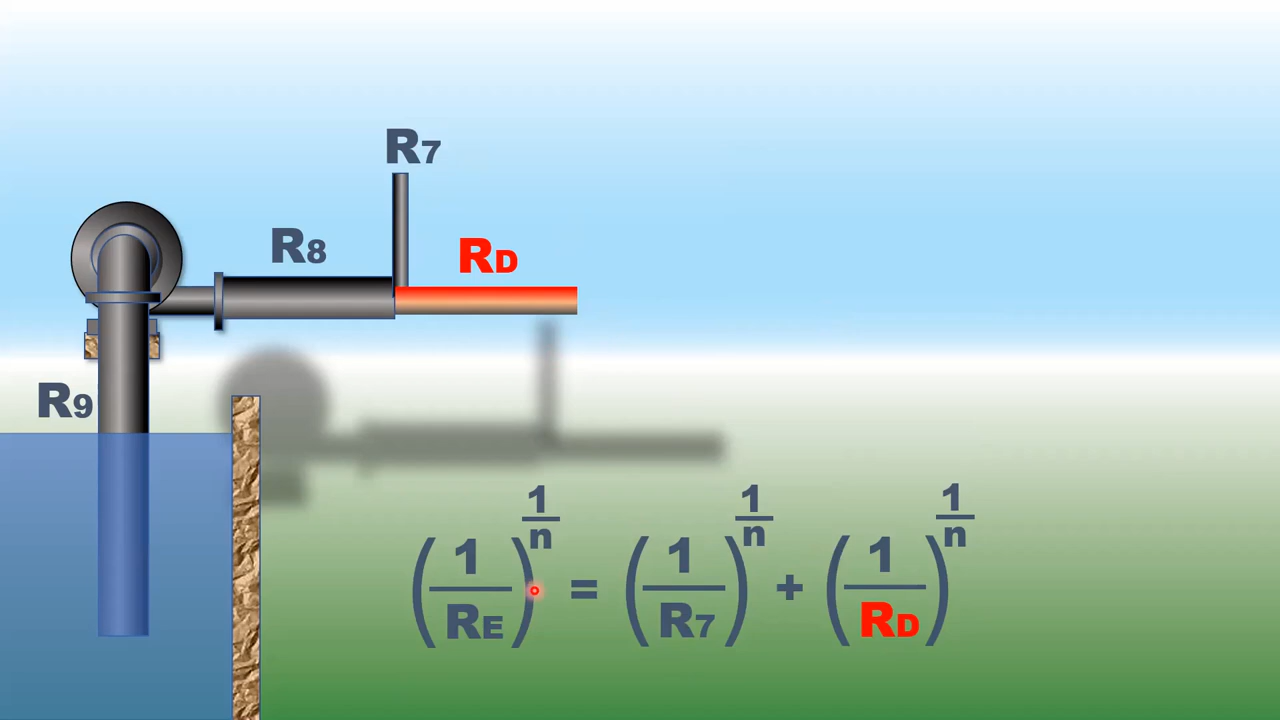 R7
R8
RD
R9
(1/RE)^(1/n) = (1/R7)^(1/n) + (1/RD)^(1/n)